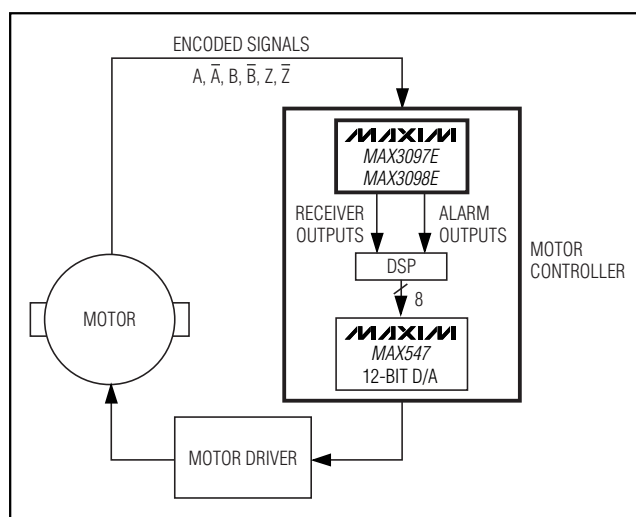 ENCODED SIGNALS
A, A̅, B, B̅, Z, Z̅
MAXIM
MAX3097E
MAX3098E
RECEIVER
OUTPUTS
ALARM
OUTPUTS
MOTOR
CONTROLLER
DSP
8
MOTOR
MAXIM
MAX547
12-BIT D/A
MOTOR DRIVER